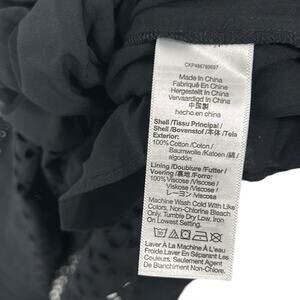 CKP456789697
Made In China
Fabriqué En Chine
Hergestellt In China
Vervaardigd In China
中国製
hecho en china
Shell /Tissu Principal /
Shell /Bovenstof /本体 /Tela
Exterior:
100% Cotton /Coton /
Baumwolle /Katoen /綿 /
algodón
Lining /Doublure /Futter /
Voering /裏地 /Forro:
100% Viscose /Viscose /
Viskose /Viscose /
レーヨン /Viscosa
Machine Wash Cold With Like
Colors. Non-Chlorine Bleach
Only. Tumble Dry Low. Iron
On Lowest Setting.
Laver À La Machine À L'eau
Froide.Laver En Séparant Les
Couleurs. Seulement Agent
De Blanchiment Non-Chlore.